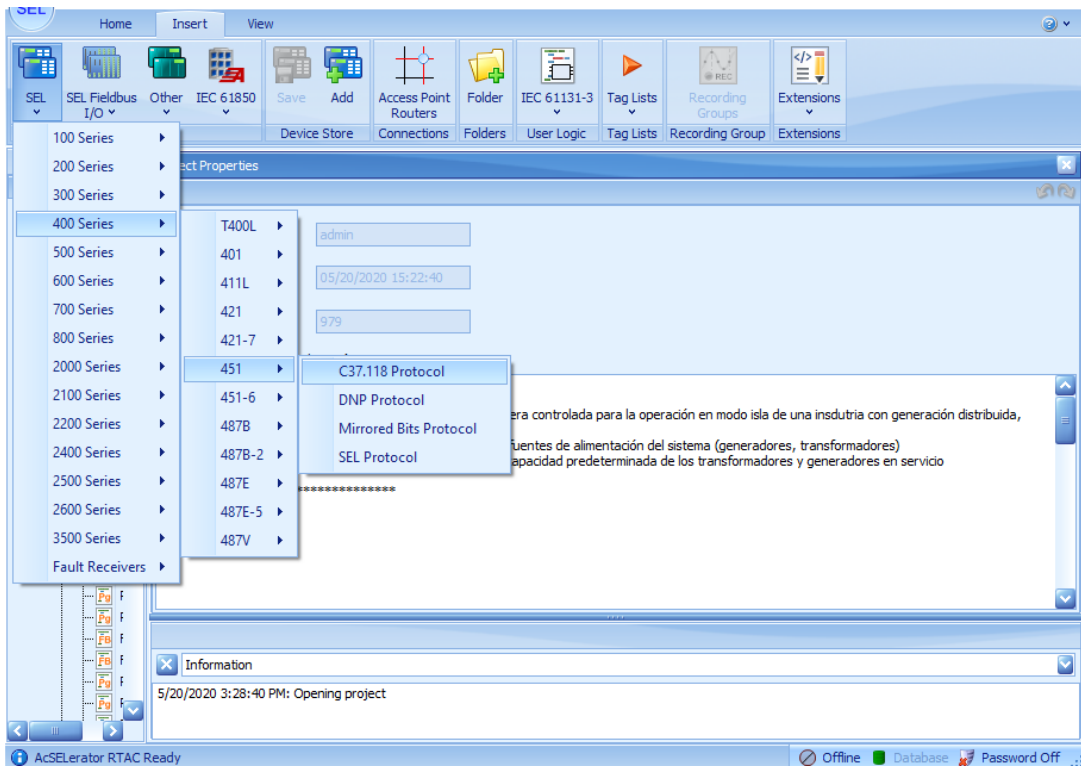 SEL
Home Insert View
SEL
SEL Fieldbus I/O
Other
IEC 61850
Save
Add
Access Point Routers
Folder
IEC 61131-3
Tag Lists
REC
Recording Groups
Extensions
Device Store
Connections
Folders
User Logic
Tag Lists
Recording Group
Extensions
ect Properties
100 Series
200 Series
300 Series
400 Series
500 Series
600 Series
700 Series
800 Series
2000 Series
2100 Series
2200 Series
2400 Series
2500 Series
2600 Series
3500 Series
Fault Receivers
T400L
401
411L
421
421-7
451
451-6
487B
487B-2
487E
487E-5
487V
C37.118 Protocol
DNP Protocol
Mirrored Bits Protocol
SEL Protocol
admin
05/20/2020 15:22:40
979
era controlada para la operación en modo isla de una insdutria con generación distribuida,
fuentes de alimentación del sistema (generadores, transformadores)
apacidad predeterminada de los transformadores y generadores en servicio
**************
Pg
Pg
FB
FB
Pg
Pg
Information
5/20/2020 3:28:40 PM: Opening project
AcSELerator RTAC Ready
Offline
Database
Password Off